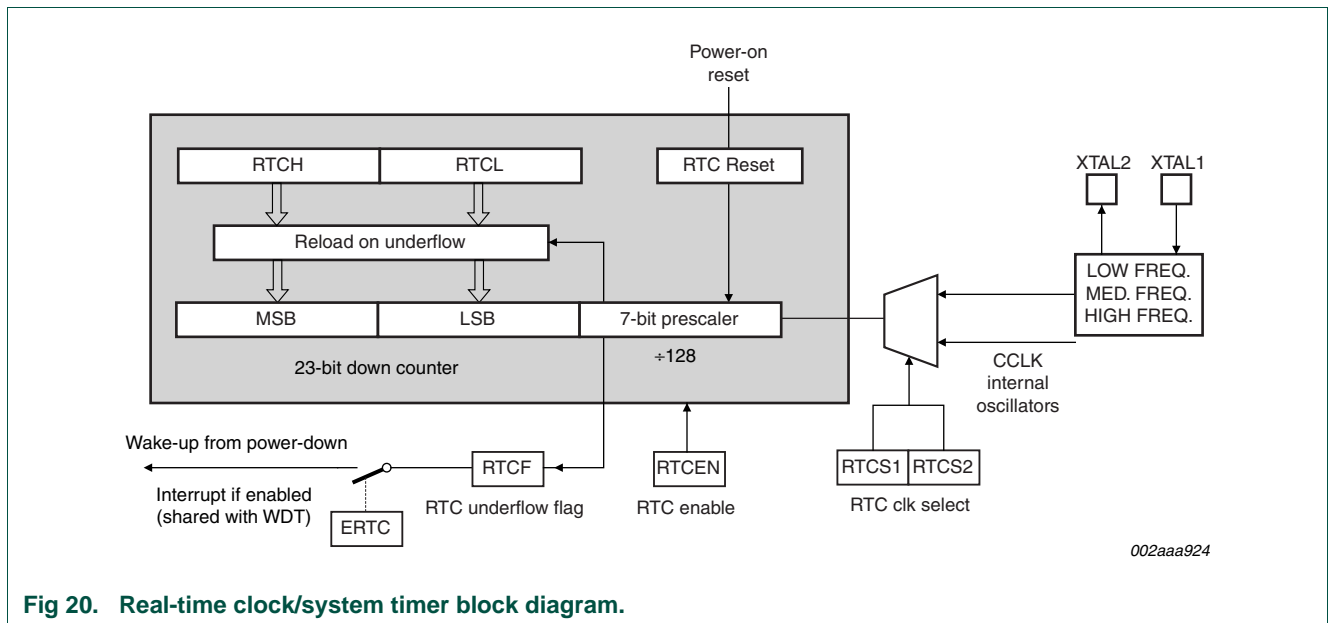 Power-on
reset
RTCH
RTCL
RTC Reset
XTAL2
XTAL1
Reload on underflow
LOW FREQ.
MED. FREQ.
HIGH FREQ.
MSB
LSB
7-bit prescaler
÷128
23-bit down counter
CCLK
internal
oscillators
Wake-up from power-down
RTCF
RTCEN
RTCS1
RTCS2
Interrupt if enabled
(shared with WDT)
RTC underflow flag
RTC enable
RTC clk select
ERTC
002aaa924
Fig 20. Real-time clock/system timer block diagram.